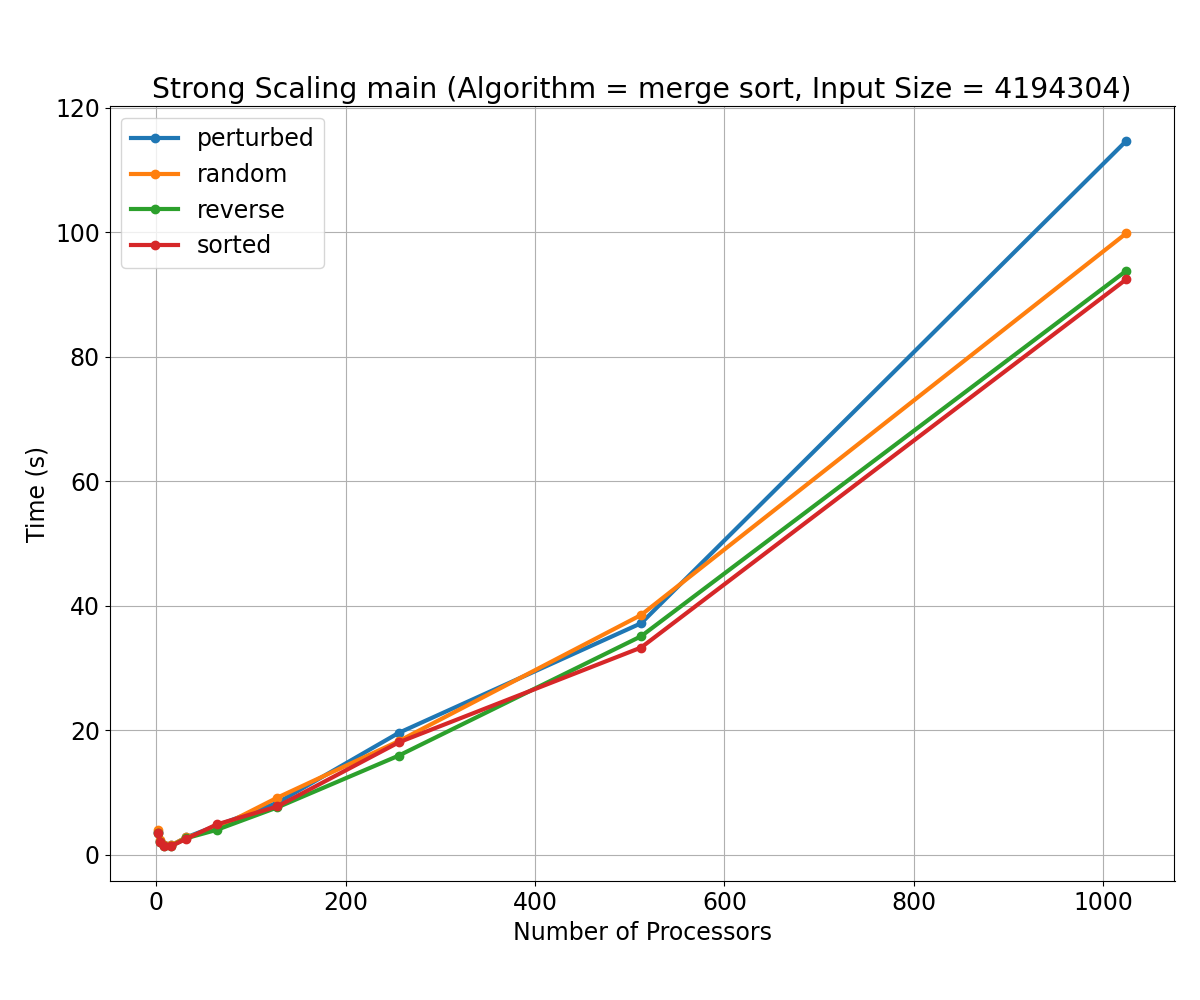 Strong Scaling main (Algorithm = merge sort, Input Size = 4194304)
120
100
80
60
40
20
0
Time (s)
perturbed
random
reverse
sorted
0 200 400 600 800 1000
Number of Processors